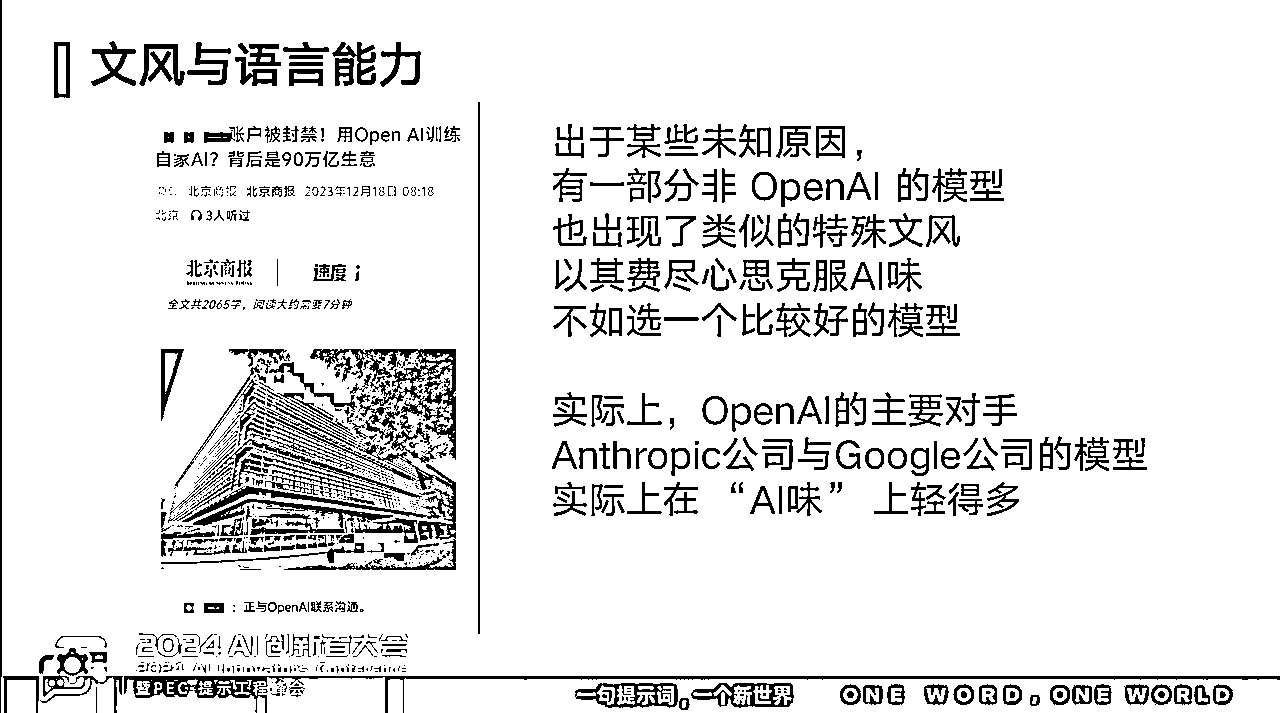 文风与语言能力
账户被封禁！用Open AI训练
自家AI？背后是90万亿生意
北京商报 北京商报 2023年12月18日 08:18
北京 3人听过
北京商报 速度
全文共2065字，阅读大约需要7分钟
：正与OpenAI联系沟通。
出于某些未知原因，
有一部分非 OpenAI 的模型
也出现了类似的特殊文风
以其费尽心思克服AI味
不如选一个比较好的模型
实际上，OpenAI的主要对手
Anthropic公司与Google公司的模型
实际上在 “AI味” 上轻得多
2024 AI 创新者大会
2024 AI Innovators Conference
暨PEC·提示工程峰会
一句提示词，一个新世界
ONE WORD, ONE WORLD